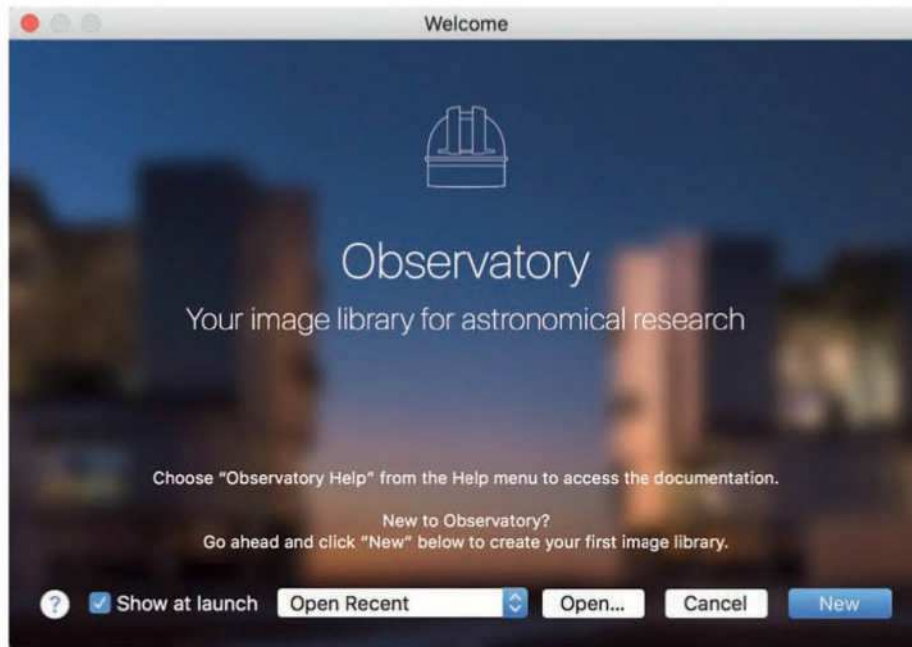 Welcome
Observatory
Your image library for astronomical research
Choose "Observatory Help" from the Help menu to access the documentation.
New to Observatory?
Go ahead and click "New" below to create your first image library.
? Show at launch Open Recent Open... Cancel New